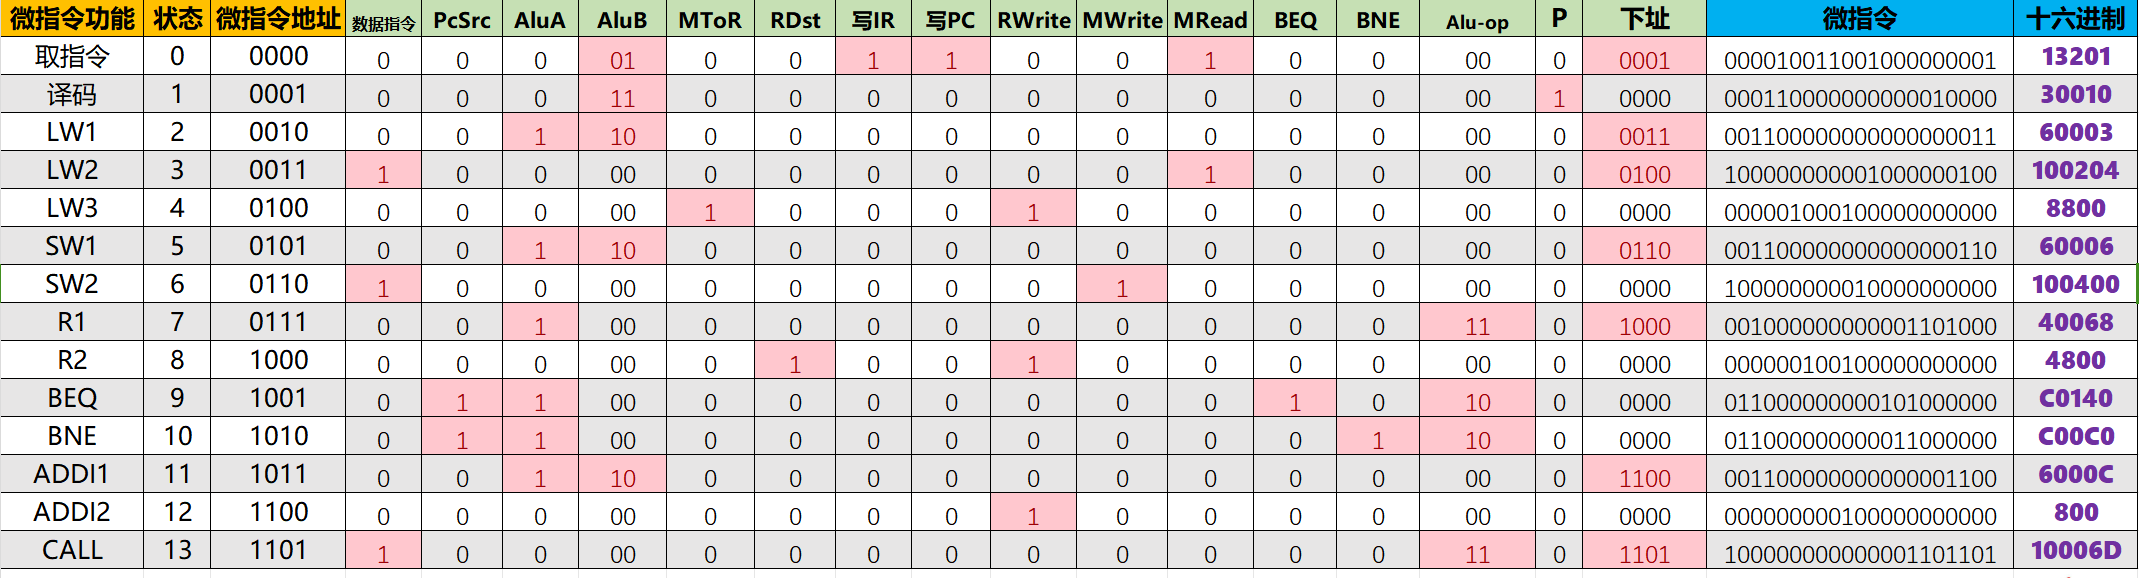 微指令功能 状态 微指令地址 数据指令 PcSrc AluA AluB MToR RDst 写IR 写PC RWrite MWrite MRead BEQ BNE Alu-op P 下址 微指令 十六进制
取指令 0 0000 0 0 0 01 0 0 1 1 0 0 1 0 0 00 0 0001 000010011001000000001 13201
译码 1 0001 0 0 0 11 0 0 0 0 0 0 0 0 0 00 1 0000 000110000000000010000 30010
LW1 2 0010 0 0 1 10 0 0 0 0 0 0 0 0 0 00 0 0011 001100000000000000011 60003
LW2 3 0011 1 0 0 00 0 0 0 0 0 0 1 0 0 00 0 0100 100000000001000000100 100204
LW3 4 0100 0 0 0 00 1 0 0 0 1 0 0 0 0 00 0 0000 000001000100000000000 8800
SW1 5 0101 0 0 1 10 0 0 0 0 0 0 0 0 0 00 0 0110 001100000000000000110 60006
SW2 6 0110 1 0 0 00 0 0 0 0 0 1 0 0 0 00 0 0000 100000000010000000000 100400
R1 7 0111 0 0 1 00 0 0 0 0 0 0 0 0 0 11 0 1000 001000000000001101000 40068
R2 8 1000 0 0 0 00 0 1 0 0 1 0 0 0 0 00 0 0000 000000100100000000000 4800
BEQ 9 1001 0 1 1 00 0 0 0 0 0 0 0 1 0 10 0 0000 011000000000101000000 C0140
BNE 10 1010 0 1 1 00 0 0 0 0 0 0 0 0 1 10 0 0000 011000000000011000000 C00C0
ADDI1 11 1011 0 0 1 10 0 0 0 0 0 0 0 0 0 00 0 1100 001100000000000001100 6000C
ADDI2 12 1100 0 0 0 00 0 0 0 0 1 0 0 0 0 00 0 0000 000000000100000000000 800
CALL 13 1101 1 0 0 00 0 0 0 0 0 0 0 0 0 11 0 1101 100000000000001101101 10006D